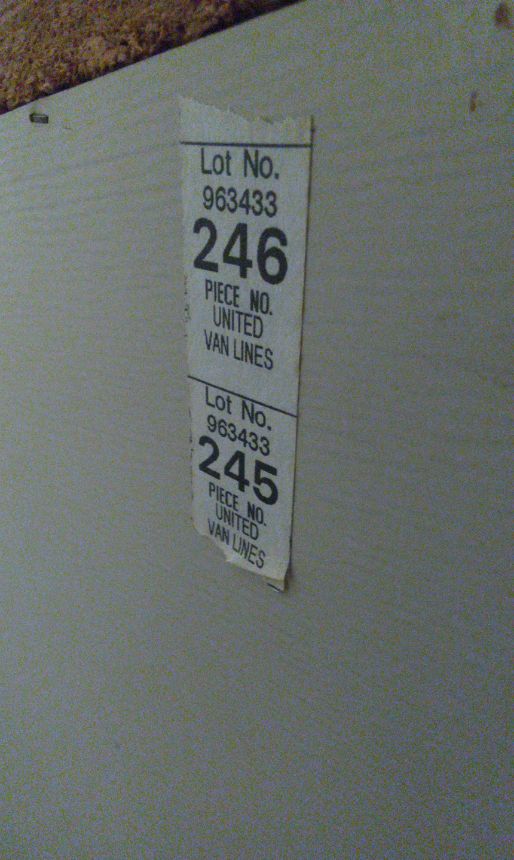 Lot No.
963433
246
PIECE NO.
UNITED
VAN LINES
Lot No.
963433
245
PIECE NO.
UNITED
VAN LINES